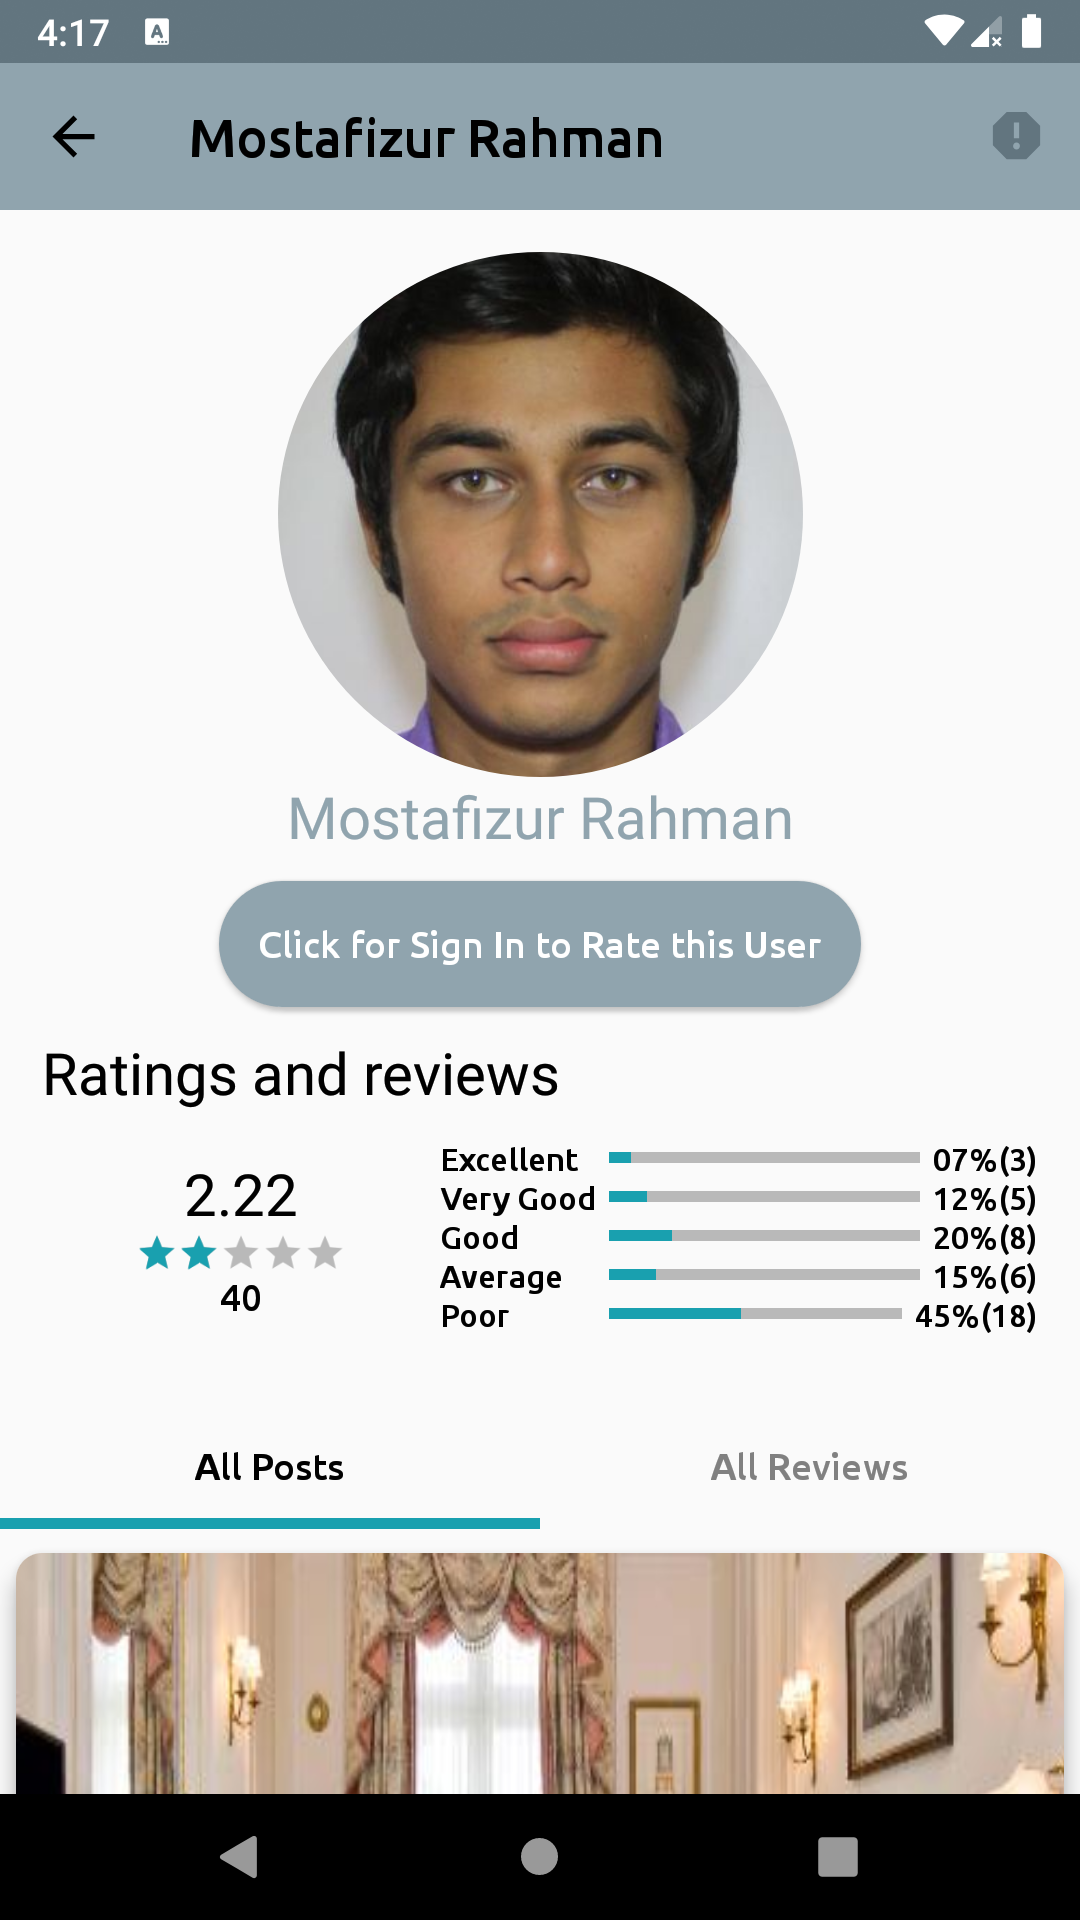 4:17
Mostafizur Rahman
Mostafizur Rahman
Click for Sign In to Rate this User
Ratings and reviews
2.22
40
Excellent 07%(3)
Very Good 12%(5)
Good 20%(8)
Average 15%(6)
Poor 45%(18)
All Posts All Reviews